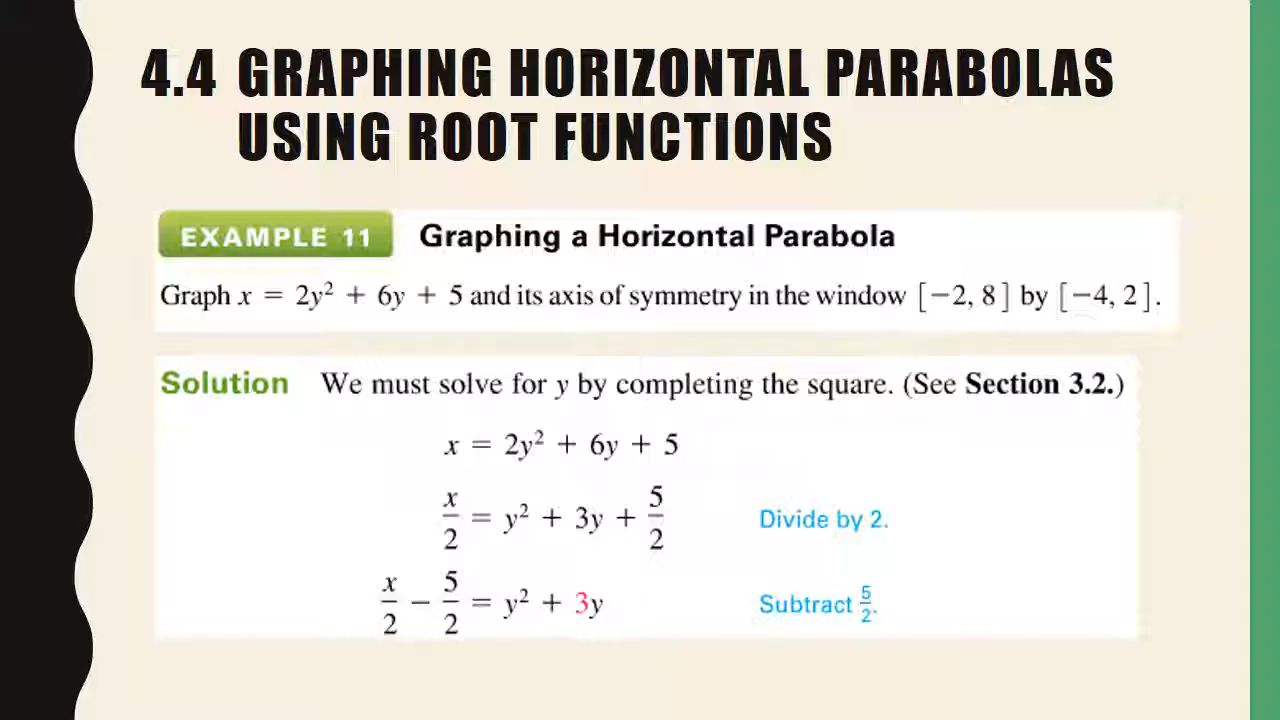 4.4 GRAPHING HORIZONTAL PARABOLAS
USING ROOT FUNCTIONS
EXAMPLE 11 Graphing a Horizontal Parabola
Graph x = 2y² + 6y + 5 and its axis of symmetry in the window [−2, 8] by [−4, 2].
Solution We must solve for y by completing the square. (See Section 3.2.)
x = 2y² + 6y + 5
x/2 = y² + 3y + 5/2 Divide by 2.
x/2 − 5/2 = y² + 3y Subtract 5/2.